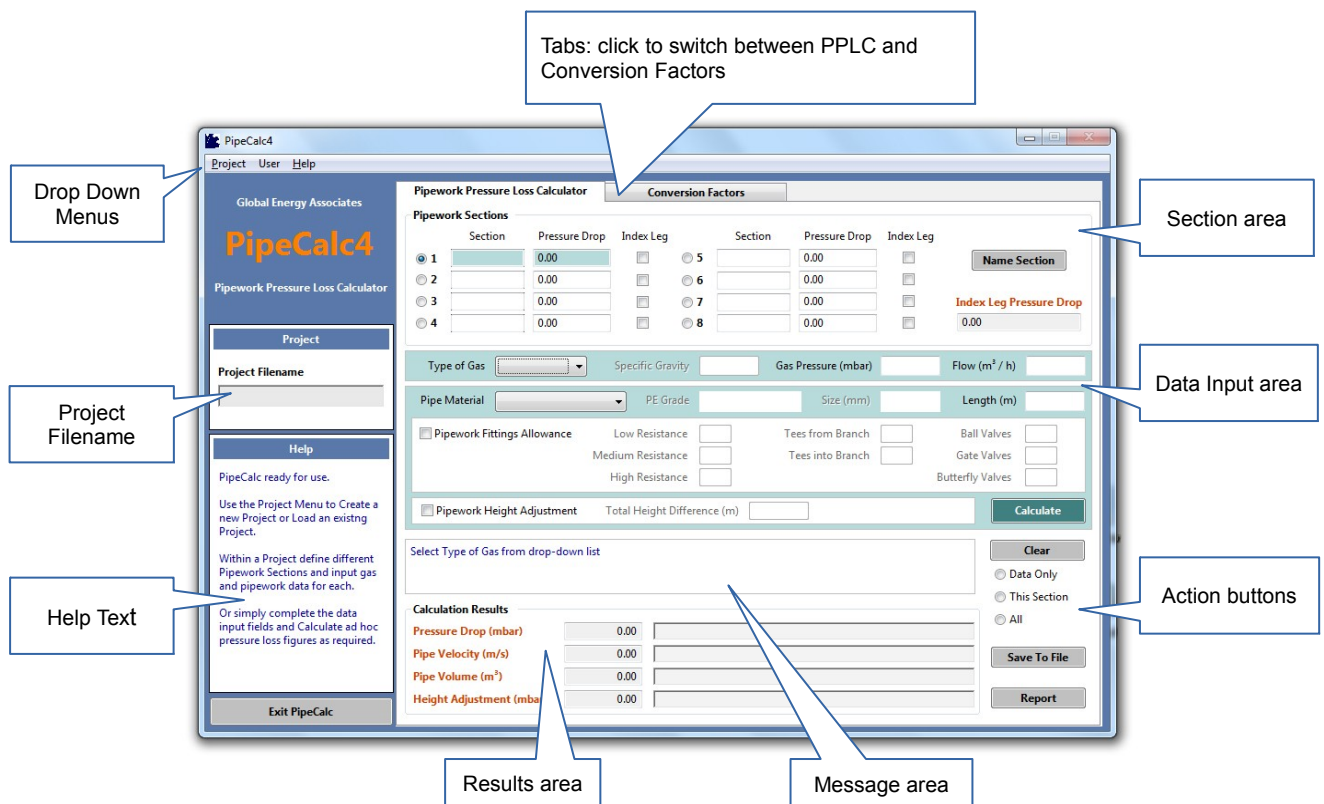 Tabs: click to switch between PPLC and
Conversion Factors
PipeCalc4
Project User Help
Drop Down
Menus
Global Energy Associates
PipeCalc4
Pipework Pressure Loss Calculator
Project
Project Filename
Project
Filename
Help
PipeCalc ready for use.
Use the Project Menu to Create a
new Project or Load an existng
Project.
Within a Project define different
Pipework Sections and input gas
and pipework data for each.
Or simply complete the data
input fields and Calculate ad hoc
pressure loss figures as required.
Help Text
Exit PipeCalc
Pipework Pressure Loss Calculator Conversion Factors
Pipework Sections
Section Pressure Drop Index Leg Section Pressure Drop Index Leg
1 0.00 5 0.00 Name Section
2 0.00 6 0.00
3 0.00 7 0.00 Index Leg Pressure Drop
4 0.00 8 0.00 0.00
Section area
Type of Gas Specific Gravity Gas Pressure (mbar) Flow (m³ / h)
Pipe Material PE Grade Size (mm) Length (m)
Data Input area
Pipework Fittings Allowance Low Resistance Tees from Branch Ball Valves
Medium Resistance Tees into Branch Gate Valves
High Resistance Butterfly Valves
Pipework Height Adjustment Total Height Difference (m) Calculate
Select Type of Gas from drop-down list
Clear
Data Only
This Section
All
Save To File
Report
Action buttons
Calculation Results
Pressure Drop (mbar) 0.00
Pipe Velocity (m/s) 0.00
Pipe Volume (m³) 0.00
Height Adjustment (mba 0.00
Results area
Message area